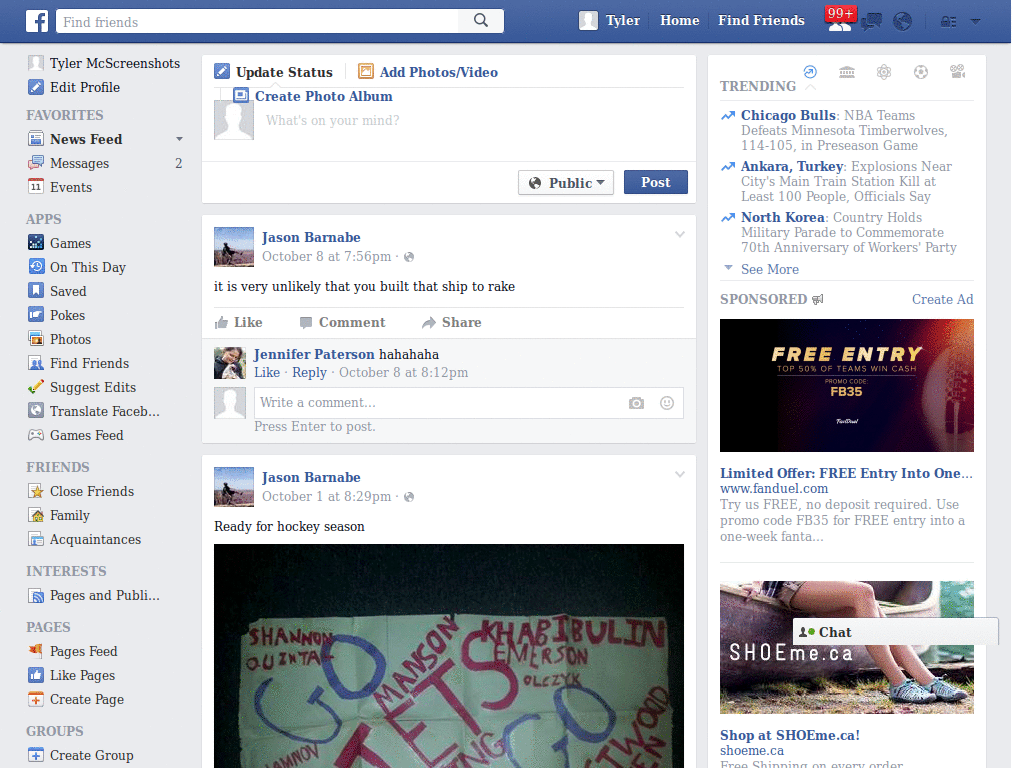 f
Find friends
Tyler
Home
Find Friends
99+
Tyler McScreenshots
Edit Profile
FAVORITES
News Feed
Messages
2
11
Events
APPS
Games
On This Day
Saved
Pokes
Photos
Find Friends
Suggest Edits
Translate Faceb...
Games Feed
FRIENDS
Close Friends
Family
Acquaintances
INTERESTS
Pages and Publi...
PAGES
Pages Feed
Like Pages
Create Page
GROUPS
Create Group
Update Status
Add Photos/Video
Create Photo Album
What's on your mind?
Public
Post
Jason Barnabe
October 8 at 7:56pm ·
it is very unlikely that you built that ship to rake
Like
Comment
Share
Jennifer Paterson hahahaha
Like · Reply · October 8 at 8:12pm
Write a comment...
Press Enter to post.
Jason Barnabe
October 1 at 8:29pm ·
Ready for hockey season
SHANNON
MANSON
KHABIBULIN
EMERSON
OLCZYK
GO
JETS
GO
TRENDING
Chicago Bulls: NBA Teams
Defeats Minnesota Timberwolves,
114-105, in Preseason Game
Ankara, Turkey: Explosions Near
City's Main Train Station Kill at
Least 100 People, Officials Say
North Korea: Country Holds
Military Parade to Commemorate
70th Anniversary of Workers' Party
See More
SPONSORED
Create Ad
FREE ENTRY
TOP 50% OF TEAMS WIN CASH
PROMO CODE:
FB35
FanDuel
Limited Offer: FREE Entry Into One...
www.fanduel.com
Try us FREE, no deposit required. Use
promo code FB35 for FREE entry into a
one-week fanta...
Chat
SHOEme.ca
Shop at SHOEme.ca!
shoeme.ca
Free Shipping on every order